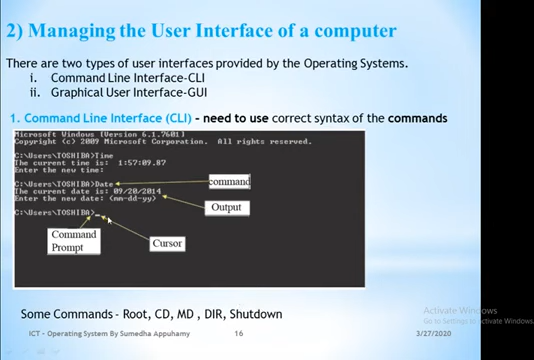 2) Managing the User Interface of a computer
There are two types of user interfaces provided by the Operating Systems.
i. Command Line Interface-CLI
ii. Graphical User Interface-GUI
1. Command Line Interface (CLI) - need to use correct syntax of the commands
Microsoft Windows [Version 6.1.7601]
Copyright (c) 2009 Microsoft Corporation. All rights reserved.
C:\Users\TOSHIBA>Time
The current time is: 1:57:09.87
Enter the new time:
C:\Users\TOSHIBA>Date
The current date is: 09/20/2014
Enter the new date: (mm-dd-yy)
C:\Users\TOSHIBA>_
command
Output
Command
Prompt
Cursor
Some Commands - Root, CD, MD , DIR, Shutdown
Activate Windows
Go to Settings to activate Windows.
ICT - Operating System By Sumedha Appuhamy
16
3/27/2020